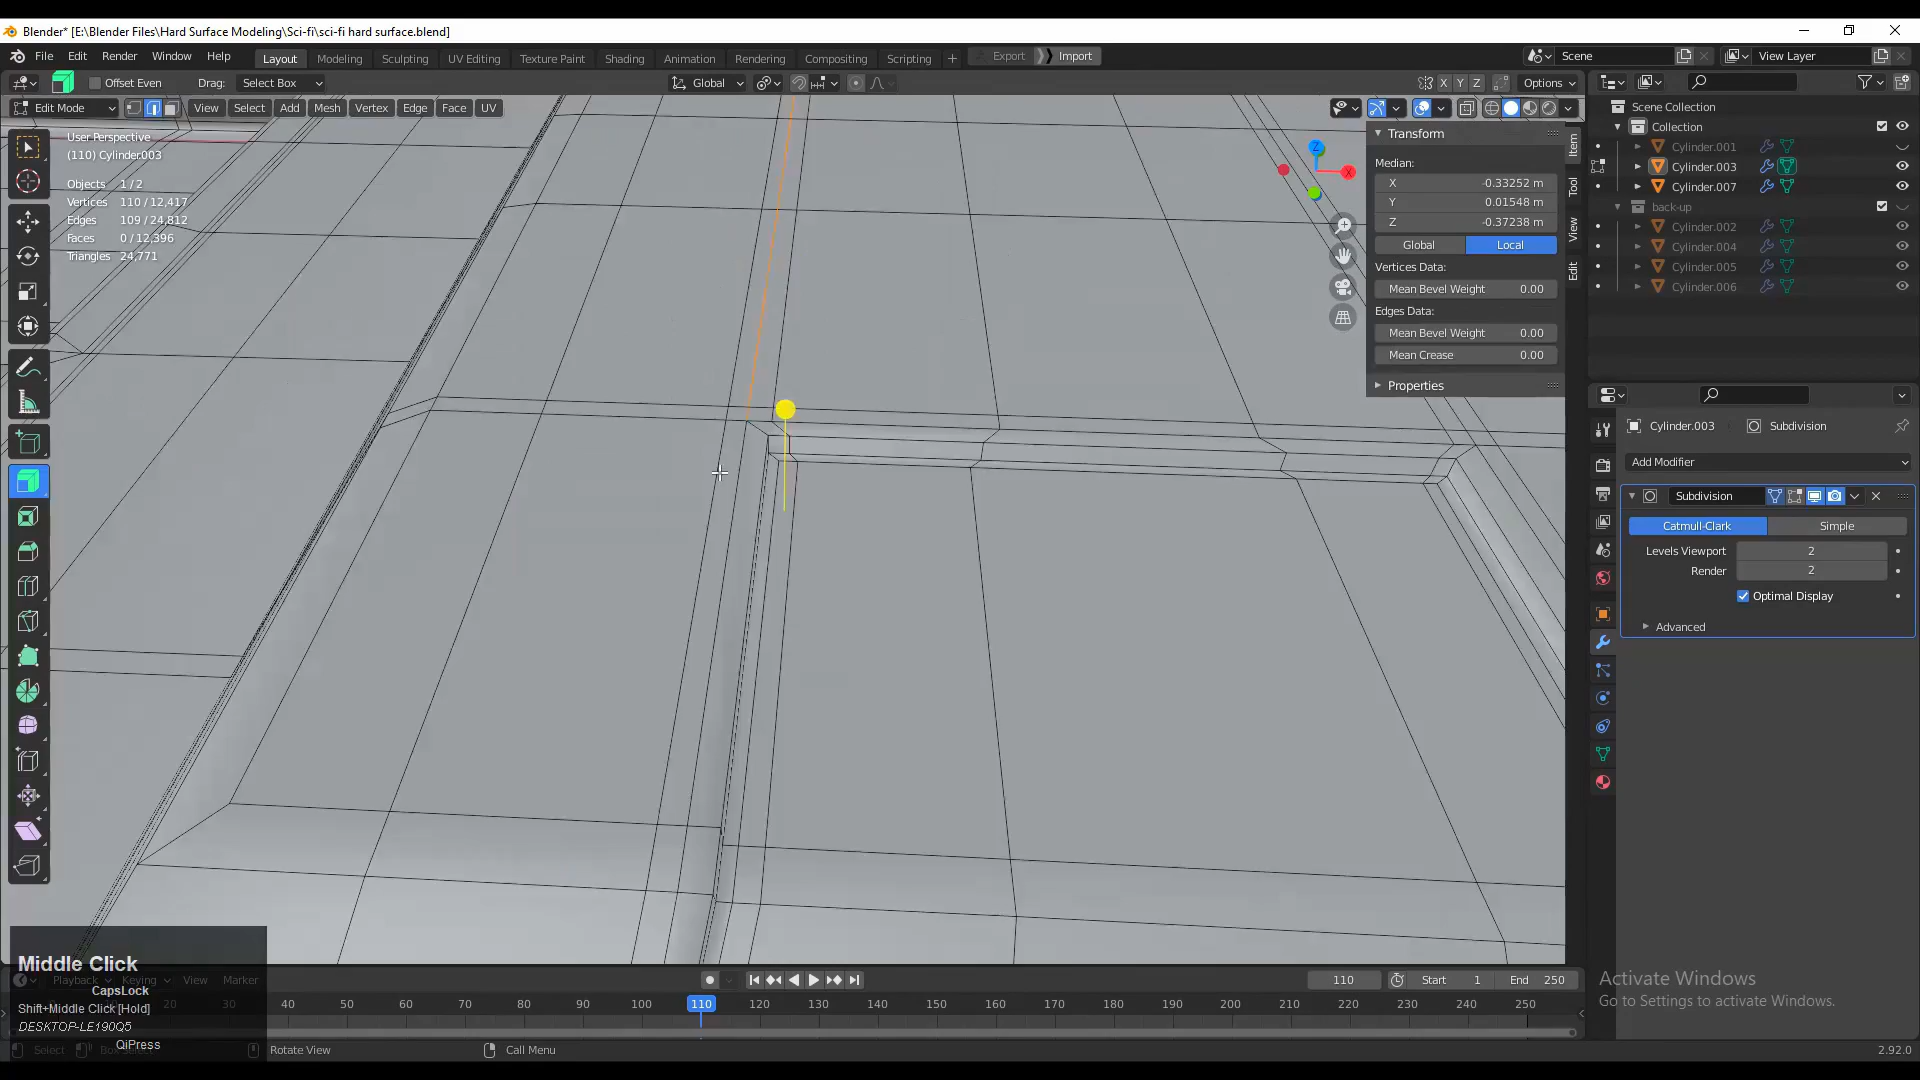 Blender* [E:\Blender Files\Hard Surface Modeling\Sci-fi\sci-fi hard surface.blend]
File Edit Render Window Help Layout Modeling Sculpting UV Editing Texture Paint Shading Animation Rendering Compositing Scripting + Export Import Scene View Layer
Offset Even Drag: Select Box Global X Y Z Options
Edit Mode View Select Add Mesh Vertex Edge Face UV
User Perspective
(110) Cylinder.003
Objects 1 / 2
Vertices 110 / 12,417
Edges 109 / 24,812
Faces 0 / 12,396
Triangles 24,771
Z
X
Transform
Median:
X -0.33252 m
Y 0.01548 m
Z -0.37238 m
Global Local
Vertices Data:
Mean Bevel Weight 0.00
Edges Data:
Mean Bevel Weight 0.00
Mean Crease 0.00
Properties
Item
Tool
View
Edit
Scene Collection
Collection
Cylinder.001
Cylinder.003
Cylinder.007
back-up
Cylinder.002
Cylinder.004
Cylinder.005
Cylinder.006
Cylinder.003 Subdivision
Add Modifier
Subdivision
Catmull-Clark Simple
Levels Viewport 2
Render 2
Optimal Display
Advanced
Middle Click
CapsLock
Shift+Middle Click [Hold]
DESKTOP-LE190Q5
QiPress
Playback Keying View Marker 110 Start 1 End 250
20 30 40 50 60 70 80 90 100 110 120 130 140 150 160 170 180 190 200 210 220 230 240 250
Select Box Select Rotate View Call Menu 2.92.0
Activate Windows
Go to Settings to activate Windows.